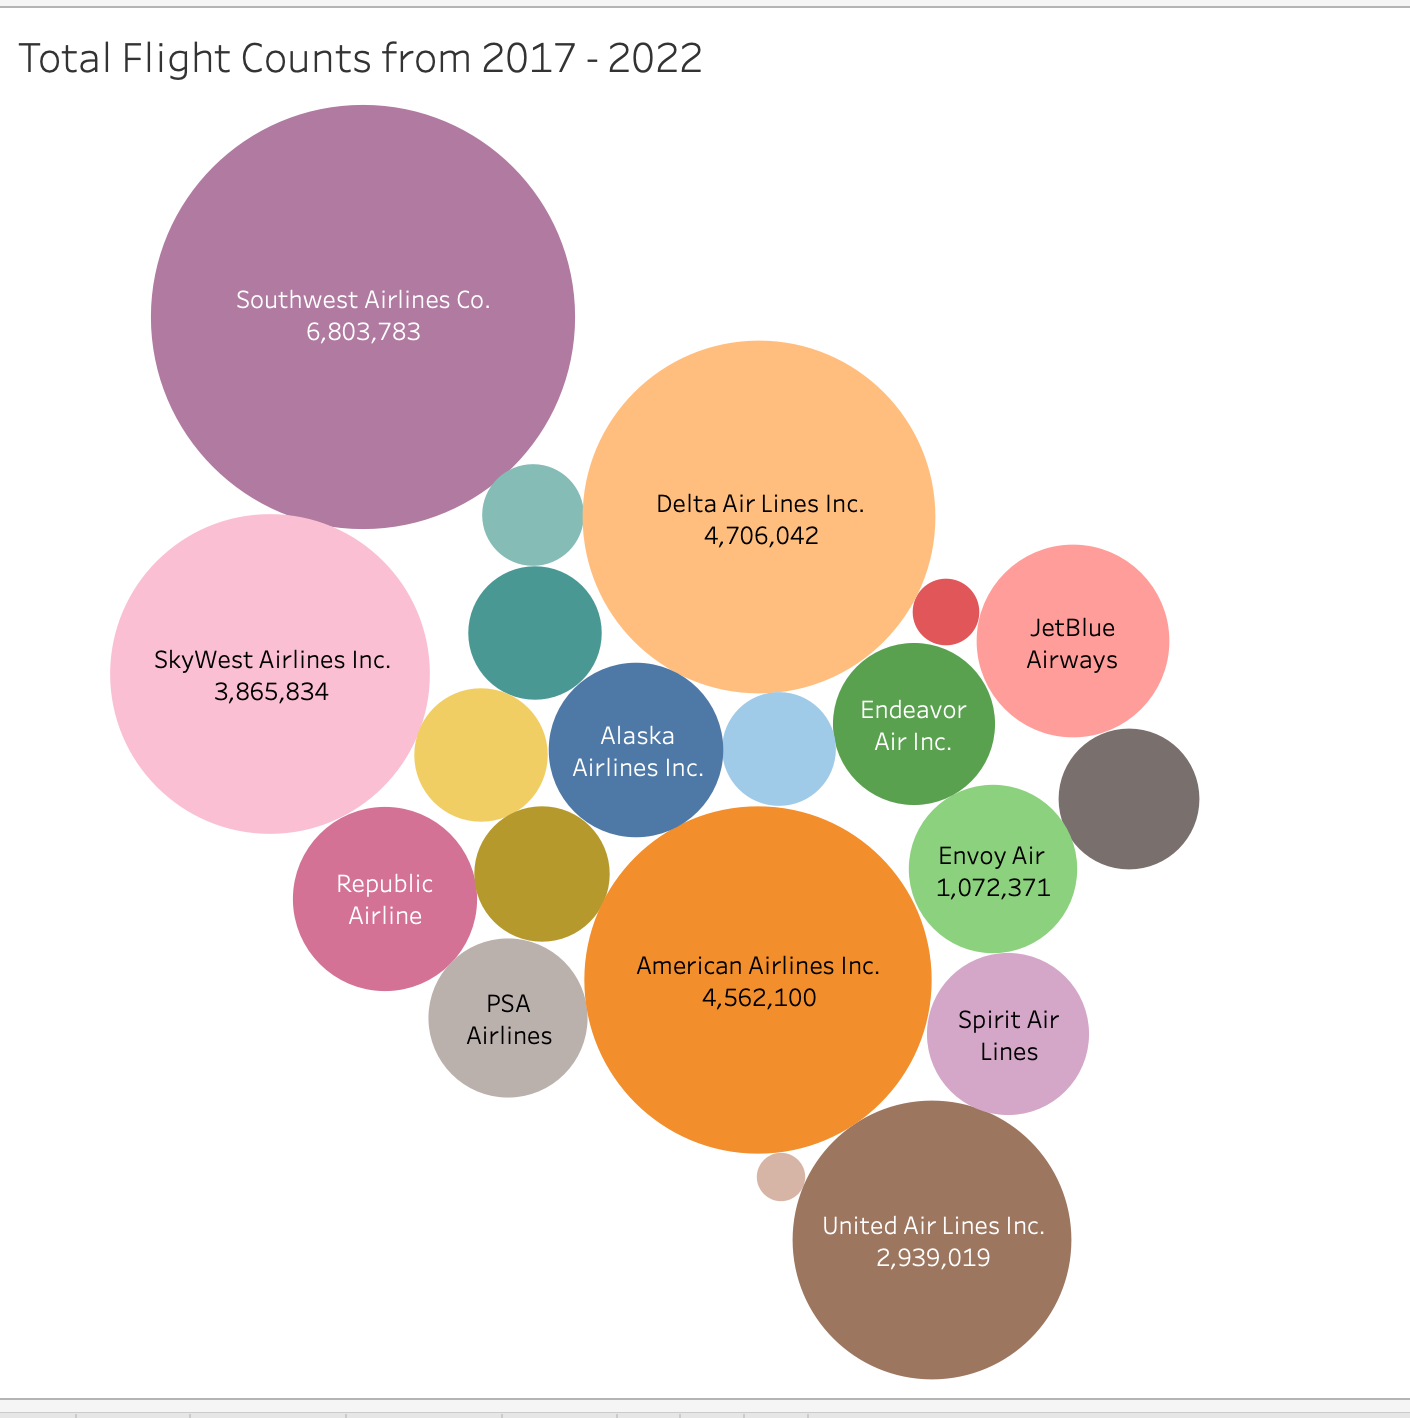 Total Flight Counts from 2017 - 2022
Southwest Airlines Co.
6,803,783
Delta Air Lines Inc.
4,706,042
JetBlue
Airways
SkyWest Airlines Inc.
3,865,834
Endeavor
Air Inc.
Alaska
Airlines Inc.
Envoy Air
1,072,371
Republic
Airline
American Airlines Inc.
4,562,100
PSA
Airlines
Spirit Air
Lines
United Air Lines Inc.
2,939,019